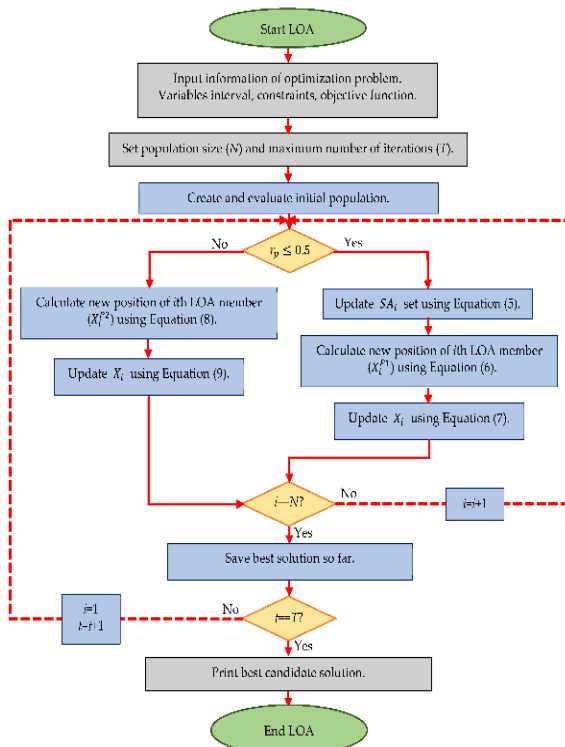 Start LOA
Input information of optimization problem.
Variables interval, constraints, objective function.
Set population size (N) and maximum number of iterations (T).
Create and evaluate initial population.
No
r_p ≤ 0.5
Yes
Calculate new position of ith LOA member
(X_i^{P2}) using Equation (8).
Update X_i using Equation (9).
Update SA_i set using Equation (5).
Calculate new position of ith LOA member
(X_i^{P1}) using Equation (6).
Update X_i using Equation (7).
i==N?
No
i=i+1
Yes
Save best solution so far.
i=1
t=t+1
No
t==T?
Yes
Print best candidate solution.
End LOA